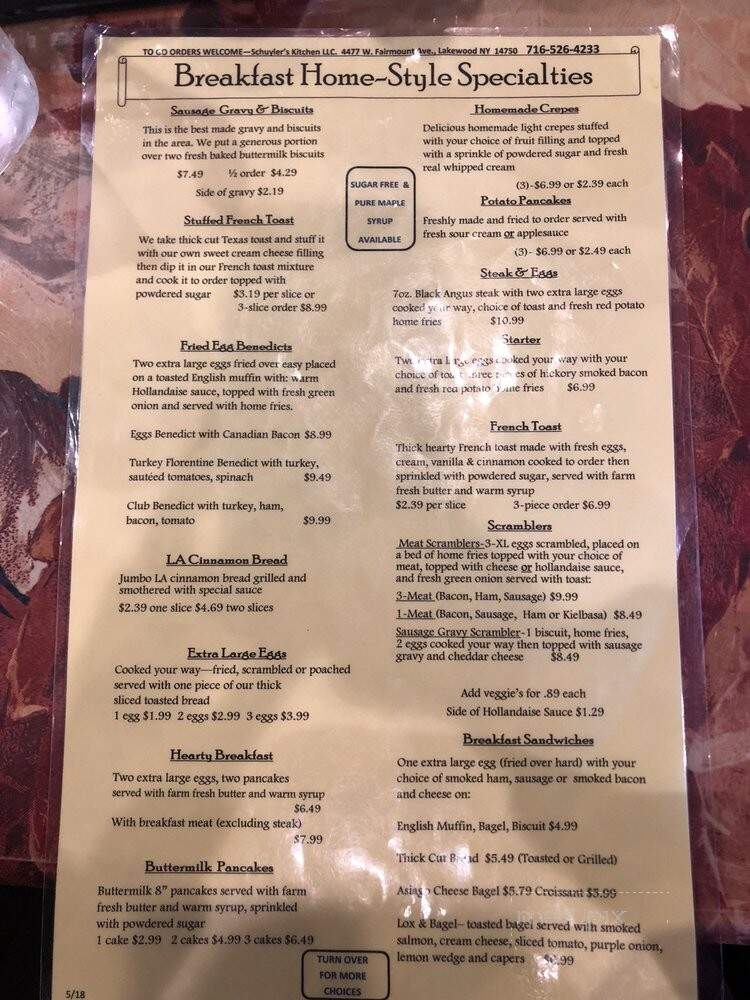 TO GO ORDERS WELCOME—Schuyler's Kitchen LLC. 4477 W. Fairmount Ave., Lakewood NY 14750 716-526-4233
Breakfast Home~Style Specialties
Sausage Gravy & Biscuits
This is the best made gravy and biscuits
in the area. We put a generous portion
over two fresh baked buttermilk biscuits
$7.49 ½ order $4.29
Side of gravy $2.19
Stuffed French Toast
We take thick cut Texas toast and stuff it
with our own sweet cream cheese filling
then dip it in our French toast mixture
and cook it to order topped with
powdered sugar $3.19 per slice or
3-slice order $8.99
Fried Egg Benedicts
Two extra large eggs fried over easy placed
on a toasted English muffin with: warm
Hollandaise sauce, topped with fresh green
onion and served with home fries.
Eggs Benedict with Canadian Bacon $8.99
Turkey Florentine Benedict with turkey,
sautéed tomatoes, spinach $9.49
Club Benedict with turkey, ham,
bacon, tomato $9.99
LA Cinnamon Bread
Jumbo LA cinnamon bread grilled and
smothered with special sauce
$2.39 one slice $4.69 two slices
Extra Large Eggs
Cooked your way—fried, scrambled or poached
served with one piece of our thick
sliced toasted bread
1 egg $1.99 2 eggs $2.99 3 eggs $3.99
Hearty Breakfast
Two extra large eggs, two pancakes
served with farm fresh butter and warm syrup
$6.49
With breakfast meat (excluding steak)
$7.99
Buttermilk Pancakes
Buttermilk 8" pancakes served with farm
fresh butter and warm syrup, sprinkled
with powdered sugar
1 cake $2.99 2 cakes $4.99 3 cakes $6.49
5/18
SUGAR FREE &
PURE MAPLE
SYRUP
AVAILABLE
Homemade Crepes
Delicious homemade light crepes stuffed
with your choice of fruit filling and topped
with a sprinkle of powdered sugar and fresh
real whipped cream
(3)-$6.99 or $2.39 each
Potato Pancakes
Freshly made and fried to order served with
fresh sour cream or applesauce
(3)- $6.99 or $2.49 each
Steak & Eggs
7oz. Black Angus steak with two extra large eggs
cooked your way, choice of toast and fresh red potato
home fries $10.99
Starter
Two extra large eggs cooked your way with your
choice of toast, three pieces of hickory smoked bacon
and fresh red potato home fries $6.99
French Toast
Thick hearty French toast made with fresh eggs,
cream, vanilla & cinnamon cooked to order then
sprinkled with powdered sugar, served with farm
fresh butter and warm syrup
$2.39 per slice 3-piece order $6.99
Scramblers
Meat Scramblers-3-XL eggs scrambled, placed on
a bed of home fries topped with your choice of
meat, topped with cheese or hollandaise sauce,
and fresh green onion served with toast:
3-Meat (Bacon, Ham, Sausage) $9.99
1-Meat (Bacon, Sausage, Ham or Kielbasa) $8.49
Sausage Gravy Scrambler-1 biscuit, home fries,
2 eggs cooked your way then topped with sausage
gravy and cheddar cheese $8.49
Add veggie's for .89 each
Side of Hollandaise Sauce $1.29
Breakfast Sandwiches
One extra large egg (fried over hard) with your
choice of smoked ham, sausage or smoked bacon
and cheese on:
English Muffin, Bagel, Biscuit $4.99
Thick Cut Bread $5.49 (Toasted or Grilled)
Asiago Cheese Bagel $5.79 Croissant $5.99
Lox & Bagel~ toasted bagel served with smoked
salmon, cream cheese, sliced tomato, purple onion,
lemon wedge and capers
TURN OVER
FOR MORE
CHOICES